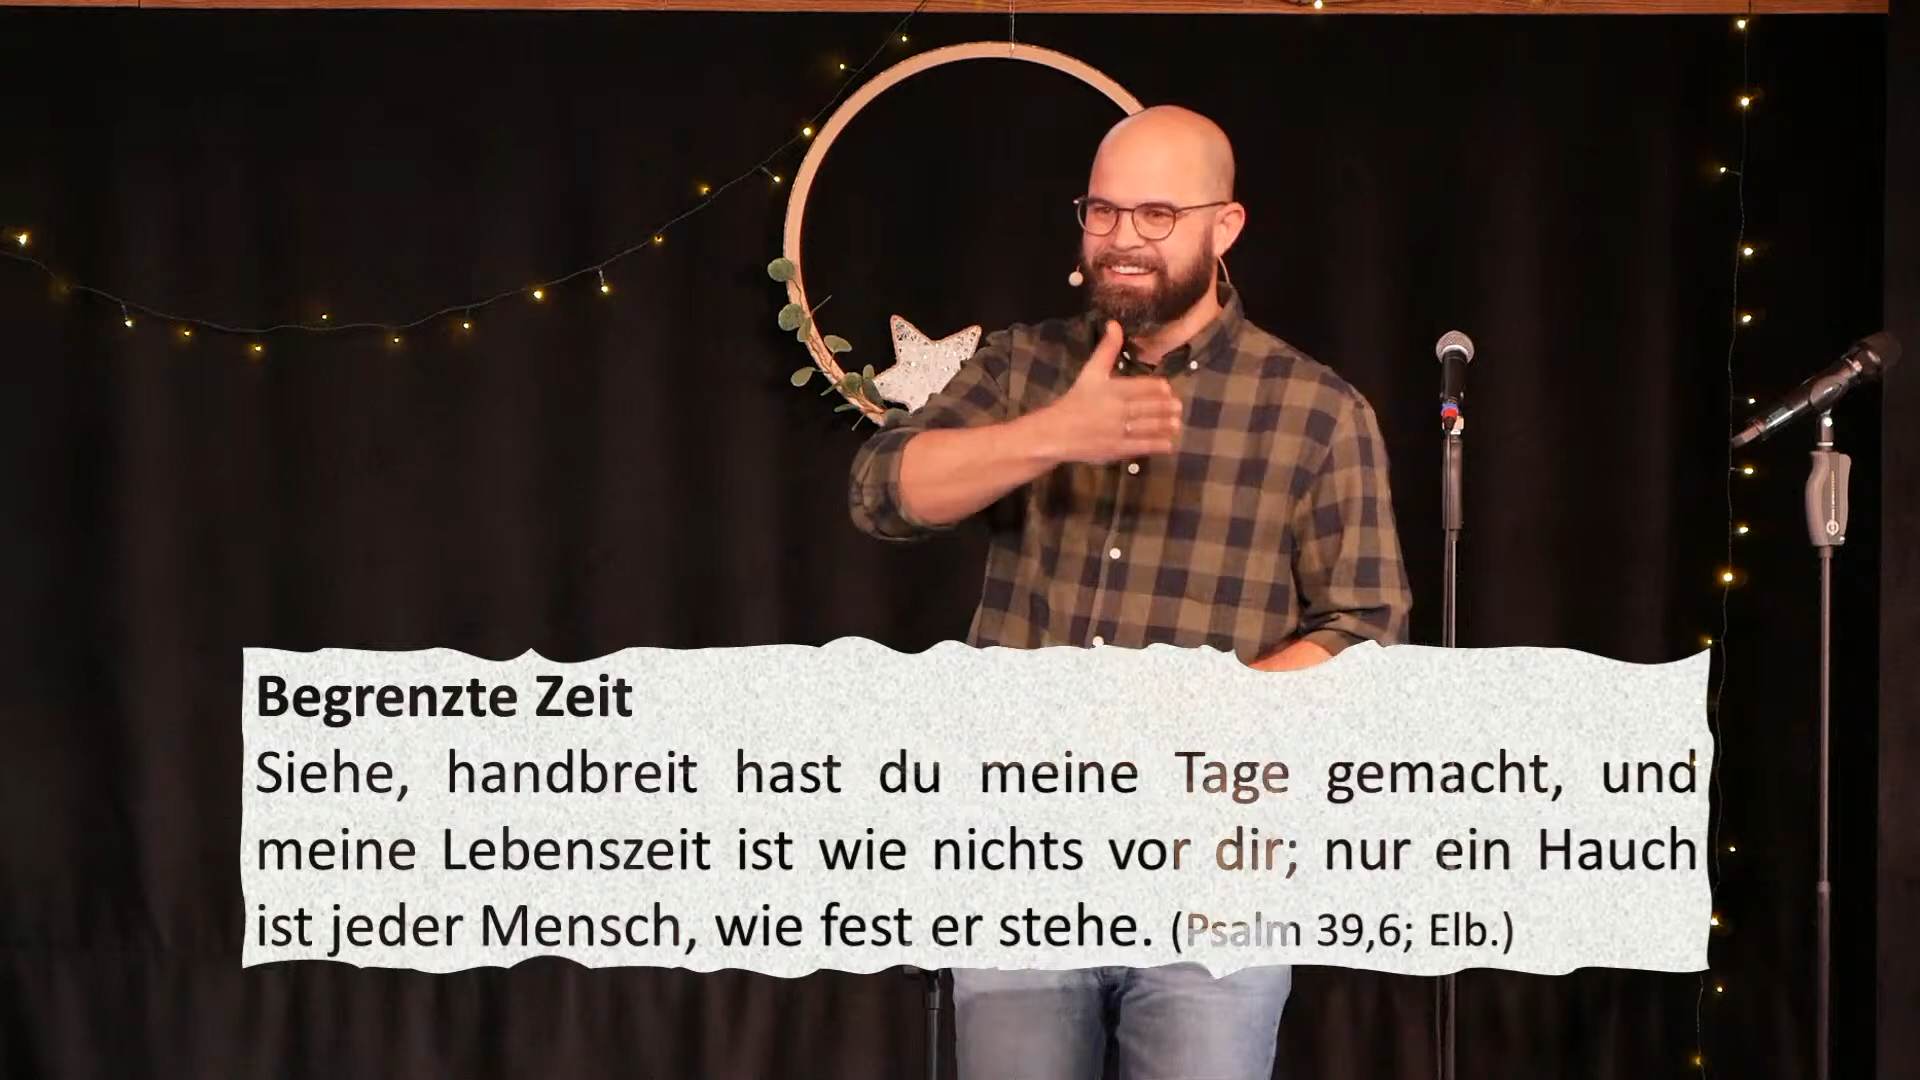 Begrenzte Zeit
Siehe, handbreit hast du meine Tage gemacht, und
meine Lebenszeit ist wie nichts vor dir; nur ein Hauch
ist jeder Mensch, wie fest er stehe. (Psalm 39,6; Elb.)